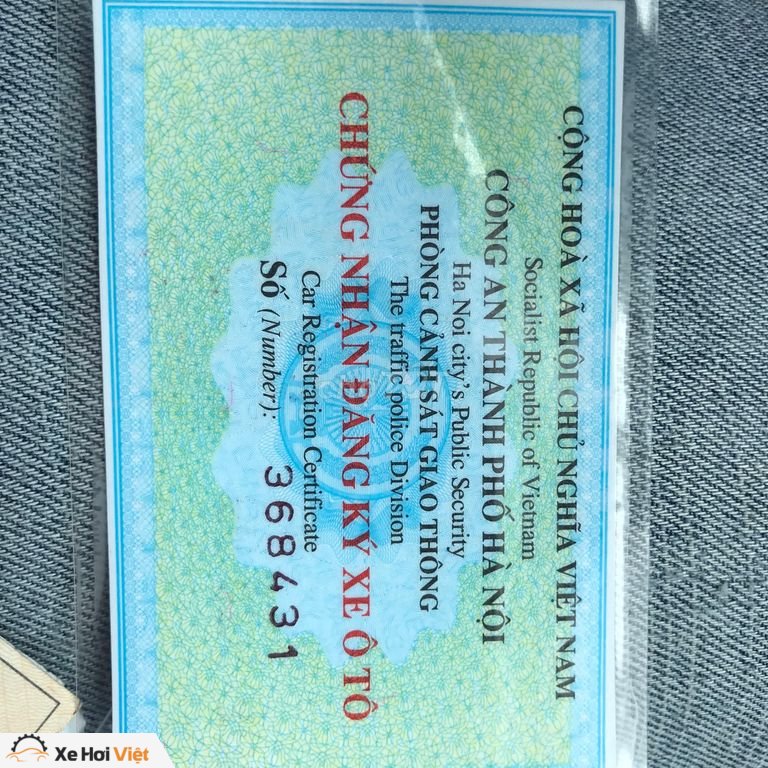 CỘNG HOÀ XÃ HỘI CHỦ NGHĨA VIỆT NAM
Socialist Republic of Vietnam
CÔNG AN THÀNH PHỐ HÀ NỘI
Ha Noi city's Public Security
PHÒNG CẢNH SÁT GIAO THÔNG
The traffic police Division
CHỨNG NHẬN ĐĂNG KÝ XE Ô TÔ
Car Registration Certificate
Số (Number): 368431
Xe Hơi Việt